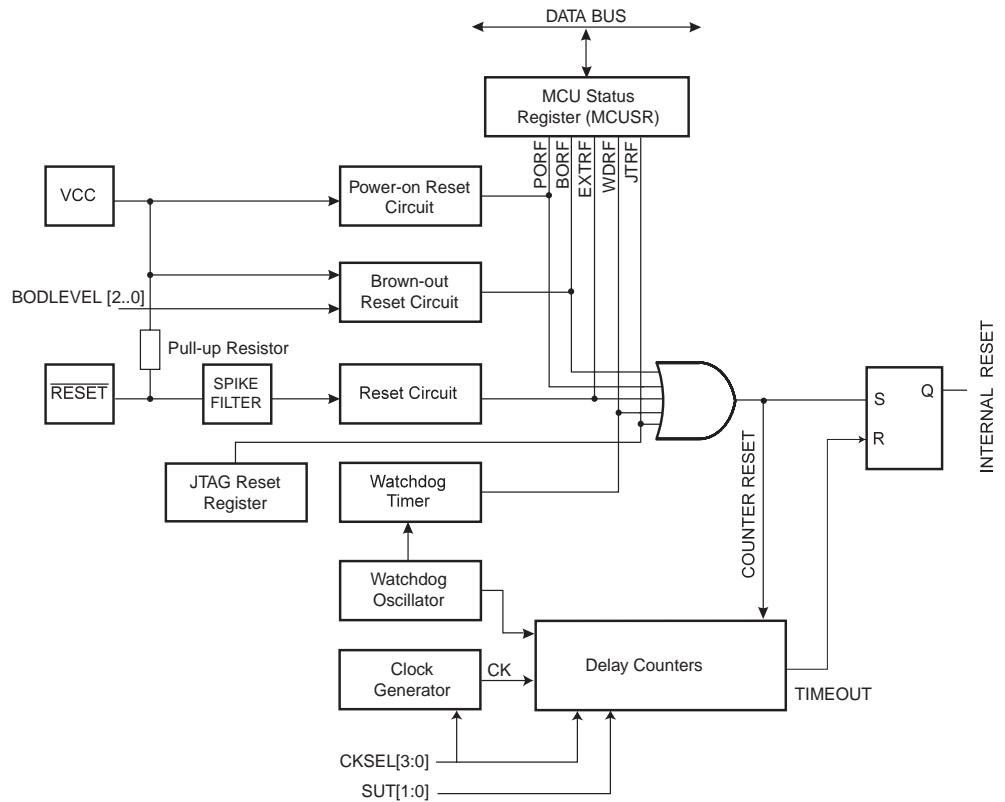 DATA BUS
MCU Status
Register (MCUSR)
PORF
BORF
EXTRF
WDRF
JTRF
VCC
Power-on Reset
Circuit
BODLEVEL [2..0]
Brown-out
Reset Circuit
Pull-up Resistor
RESET
SPIKE
FILTER
Reset Circuit
S
Q
R
INTERNAL RESET
COUNTER RESET
JTAG Reset
Register
Watchdog
Timer
Watchdog
Oscillator
Clock
Generator
CK
Delay Counters
TIMEOUT
CKSEL[3:0]
SUT[1:0]